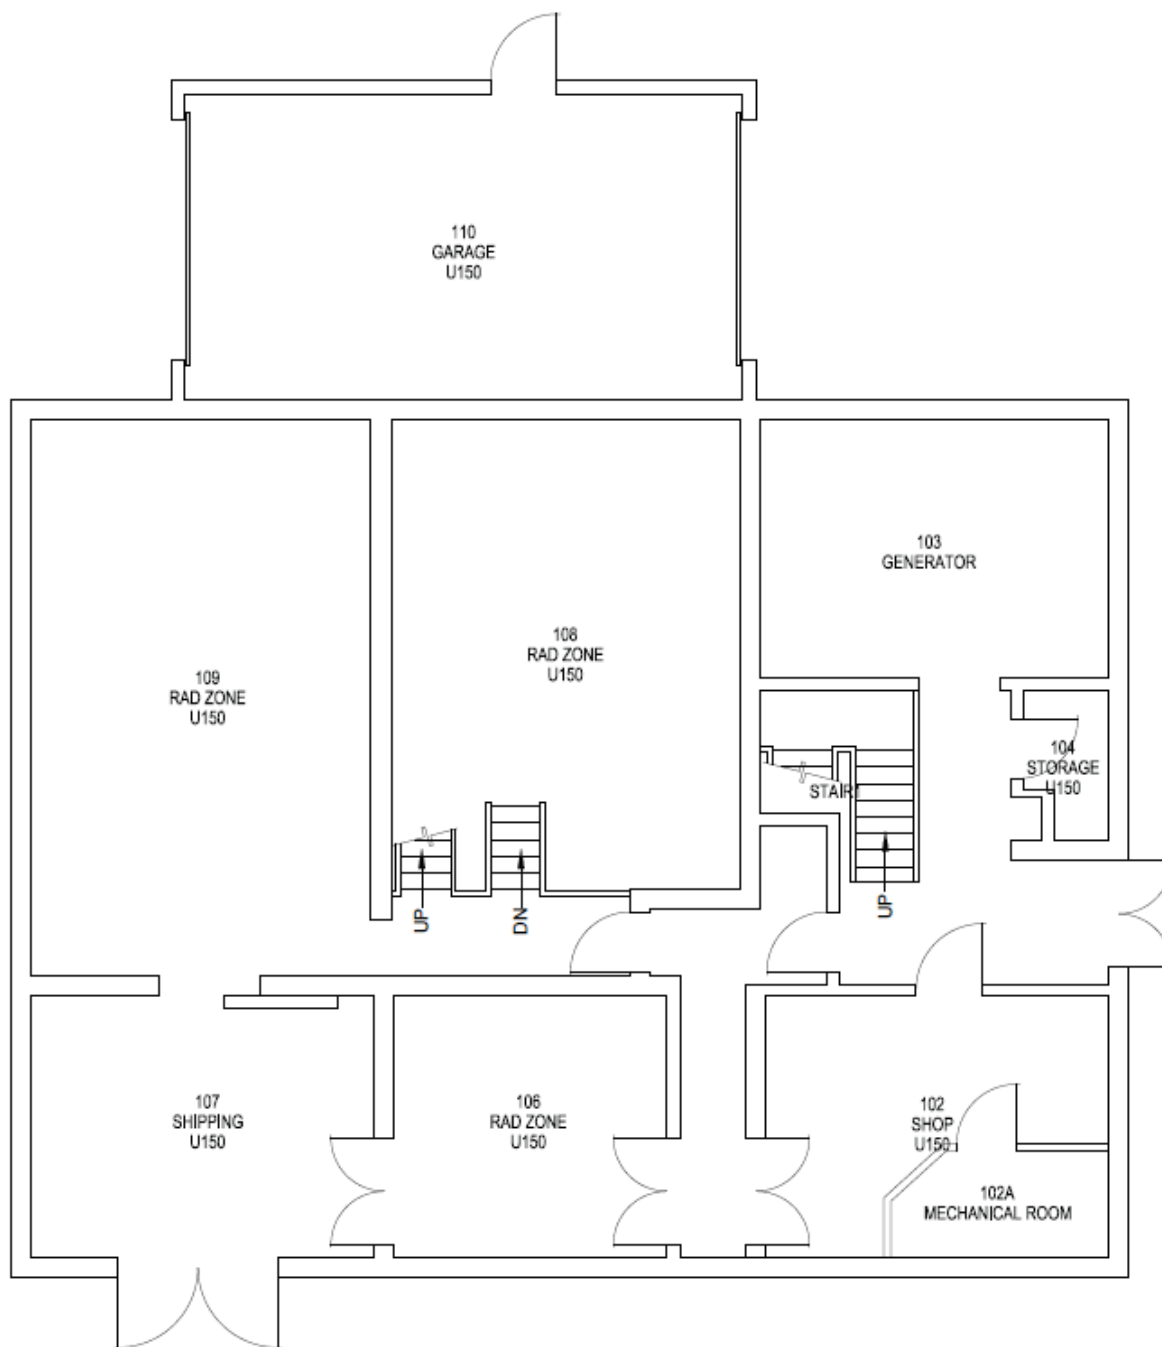 110
GARAGE
U150
103
GENERATOR
108
RAD ZONE
U150
109
RAD ZONE
U150
104
STORAGE
U150
STAIR1
UP
DN
UP
107
SHIPPING
U150
106
RAD ZONE
U150
102
SHOP
U150
102A
MECHANICAL ROOM